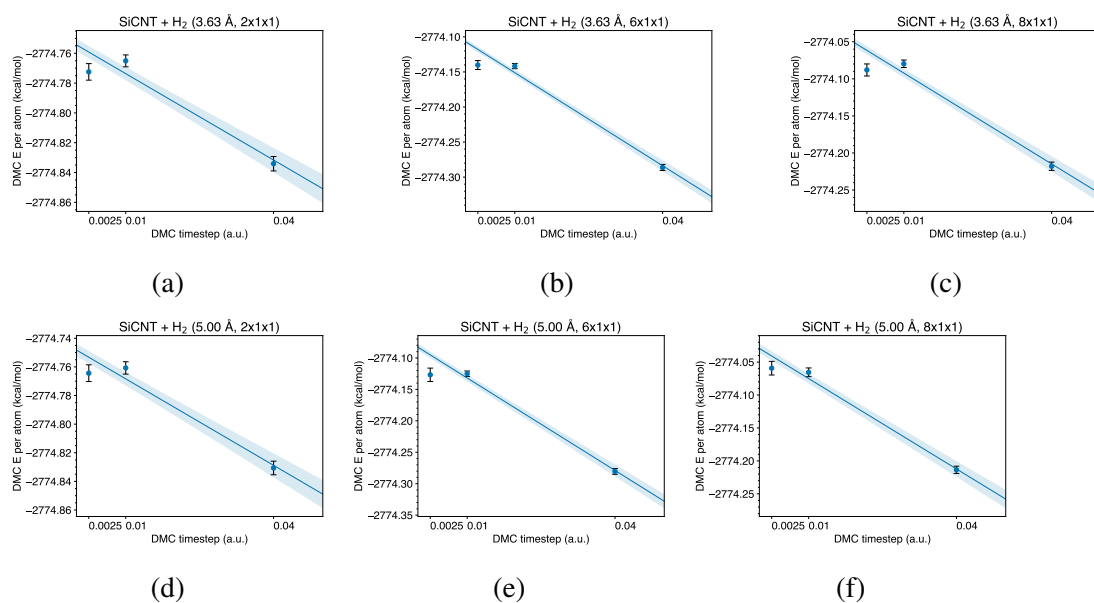 SiCNT + H₂ (3.63 Å, 2x1x1)
DMC E per atom (kcal/mol)
−2774.76
−2774.78
−2774.80
−2774.82
−2774.84
−2774.86
0.0025 0.01 0.04
DMC timestep (a.u.)
(a)
SiCNT + H₂ (3.63 Å, 6x1x1)
DMC E per atom (kcal/mol)
−2774.10
−2774.15
−2774.20
−2774.25
−2774.30
0.0025 0.01 0.04
DMC timestep (a.u.)
(b)
SiCNT + H₂ (3.63 Å, 8x1x1)
DMC E per atom (kcal/mol)
−2774.05
−2774.10
−2774.15
−2774.20
−2774.25
0.0025 0.01 0.04
DMC timestep (a.u.)
(c)
SiCNT + H₂ (5.00 Å, 2x1x1)
DMC E per atom (kcal/mol)
−2774.74
−2774.76
−2774.78
−2774.80
−2774.82
−2774.84
−2774.86
0.0025 0.01 0.04
DMC timestep (a.u.)
(d)
SiCNT + H₂ (5.00 Å, 6x1x1)
DMC E per atom (kcal/mol)
−2774.10
−2774.15
−2774.20
−2774.25
−2774.30
−2774.35
0.0025 0.01 0.04
DMC timestep (a.u.)
(e)
SiCNT + H₂ (5.00 Å, 8x1x1)
DMC E per atom (kcal/mol)
−2774.05
−2774.10
−2774.15
−2774.20
−2774.25
0.0025 0.01 0.04
DMC timestep (a.u.)
(f)